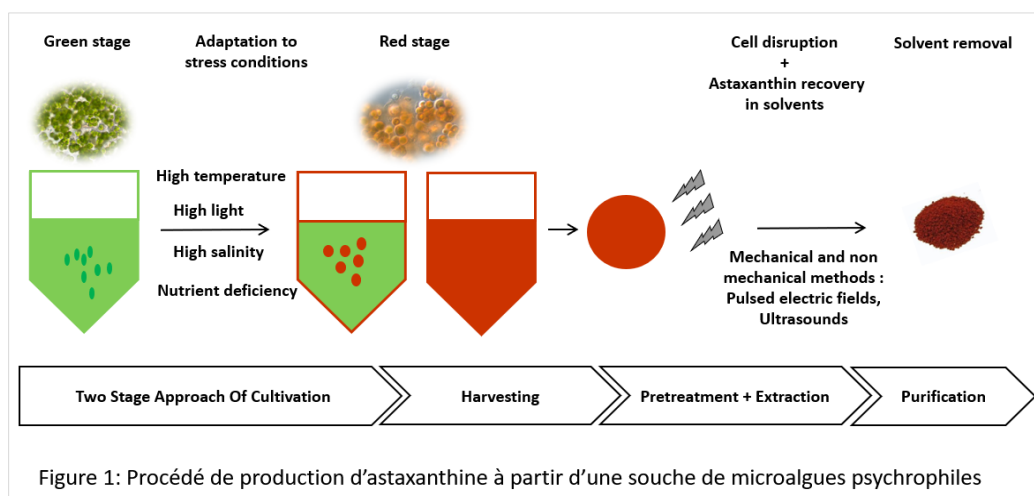 Green stage
Adaptation to
stress conditions
Red stage
Cell disruption
+
Astaxanthin recovery
in solvents
Solvent removal
High temperature
High light
High salinity
Nutrient deficiency
Mechanical and non
mechanical methods :
Pulsed electric fields,
Ultrasounds
Two Stage Approach Of Cultivation
Harvesting
Pretreatment + Extraction
Purification
Figure 1: Procédé de production d’astaxanthine à partir d’une souche de microalgues psychrophiles